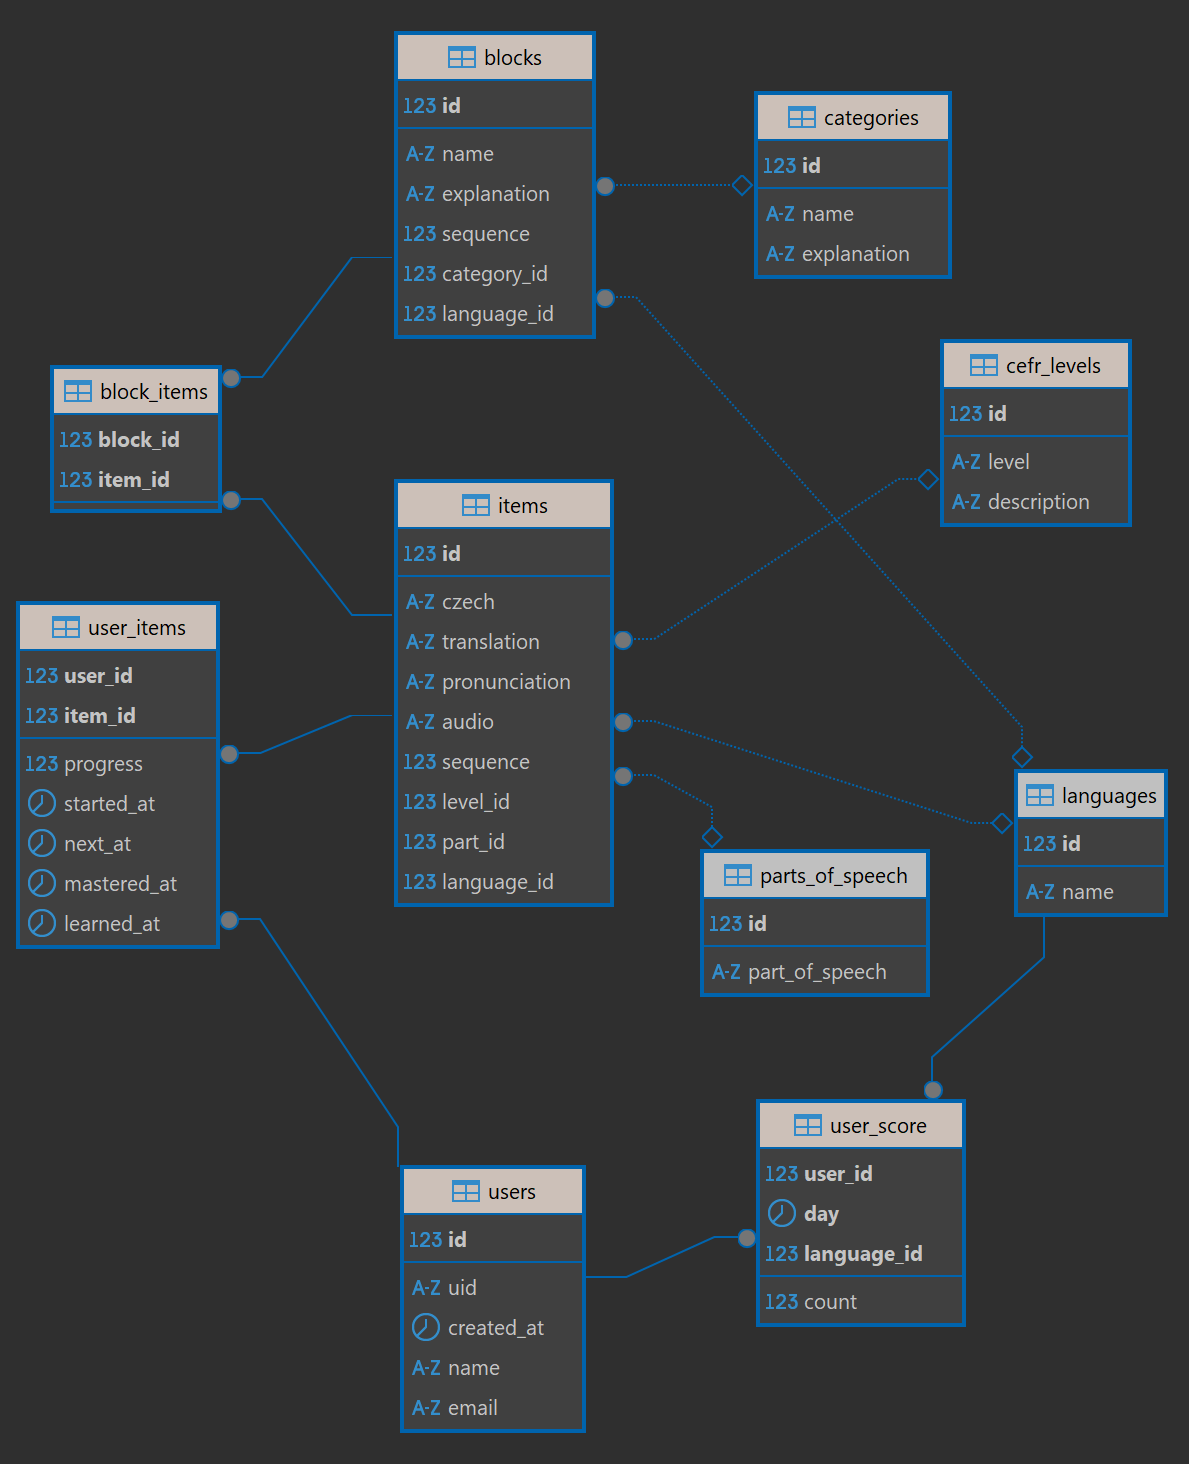 blocks
123 id
A-Z name
A-Z explanation
123 sequence
123 category_id
123 language_id
categories
123 id
A-Z name
A-Z explanation
cefr_levels
123 id
A-Z level
A-Z description
block_items
123 block_id
123 item_id
items
123 id
A-Z czech
A-Z translation
A-Z pronunciation
A-Z audio
123 sequence
123 level_id
123 part_id
123 language_id
user_items
123 user_id
123 item_id
123 progress
started_at
next_at
mastered_at
learned_at
languages
123 id
A-Z name
parts_of_speech
123 id
A-Z part_of_speech
user_score
123 user_id
day
123 language_id
123 count
users
123 id
A-Z uid
created_at
A-Z name
A-Z email